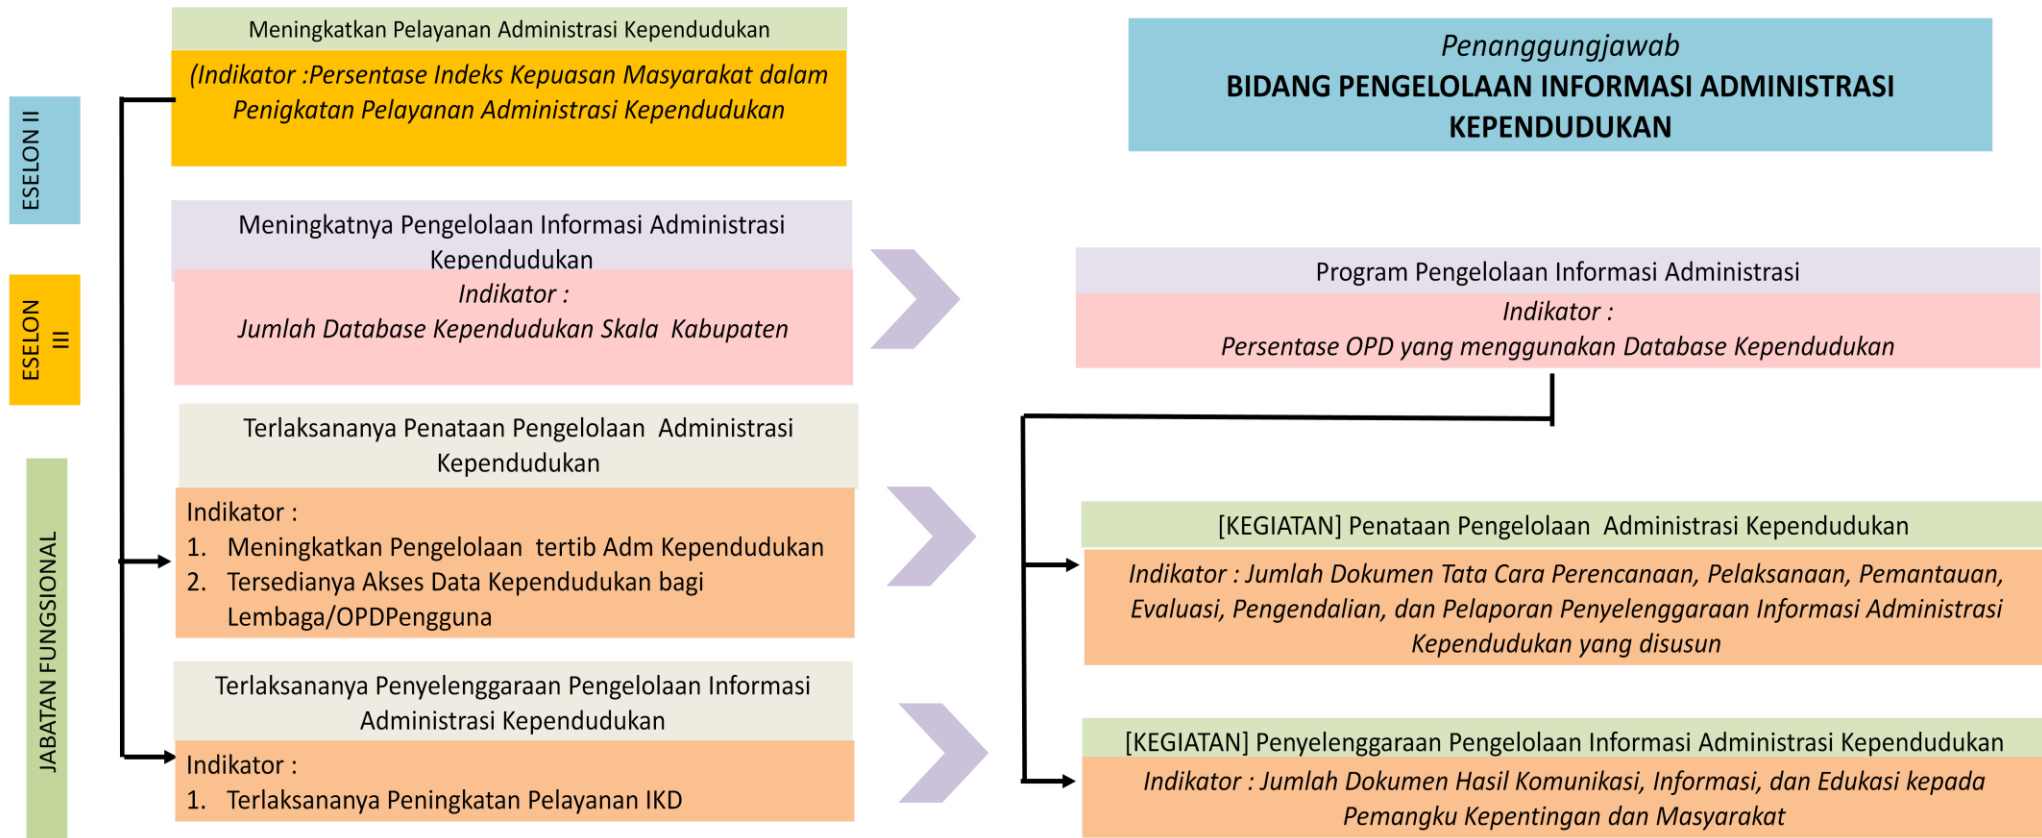 Meningkatkan Pelayanan Administrasi Kependudukan
(Indikator :Persentase Indeks Kepuasan Masyarakat dalam
Penigkatan Pelayanan Administrasi Kependudukan
Penanggungjawab
BIDANG PENGELOLAAN INFORMASI ADMINISTRASI
KEPENDUDUKAN
ESELON II
Meningkatnya Pengelolaan Informasi Administrasi
Kependudukan
Indikator :
Jumlah Database Kependudukan Skala Kabupaten
Program Pengelolaan Informasi Administrasi
Indikator :
Persentase OPD yang menggunakan Database Kependudukan
ESELON
III
Terlaksananya Penataan Pengelolaan Administrasi
Kependudukan
Indikator :
1. Meningkatkan Pengelolaan tertib Adm Kependudukan
2. Tersedianya Akses Data Kependudukan bagi
Lembaga/OPDPengguna
[KEGIATAN] Penataan Pengelolaan Administrasi Kependudukan
Indikator : Jumlah Dokumen Tata Cara Perencanaan, Pelaksanaan, Pemantauan,
Evaluasi, Pengendalian, dan Pelaporan Penyelenggaraan Informasi Administrasi
Kependudukan yang disusun
JABATAN FUNGSIONAL
Terlaksananya Penyelenggaraan Pengelolaan Informasi
Administrasi Kependudukan
Indikator :
1. Terlaksananya Peningkatan Pelayanan IKD
[KEGIATAN] Penyelenggaraan Pengelolaan Informasi Administrasi Kependudukan
Indikator : Jumlah Dokumen Hasil Komunikasi, Informasi, dan Edukasi kepada
Pemangku Kepentingan dan Masyarakat